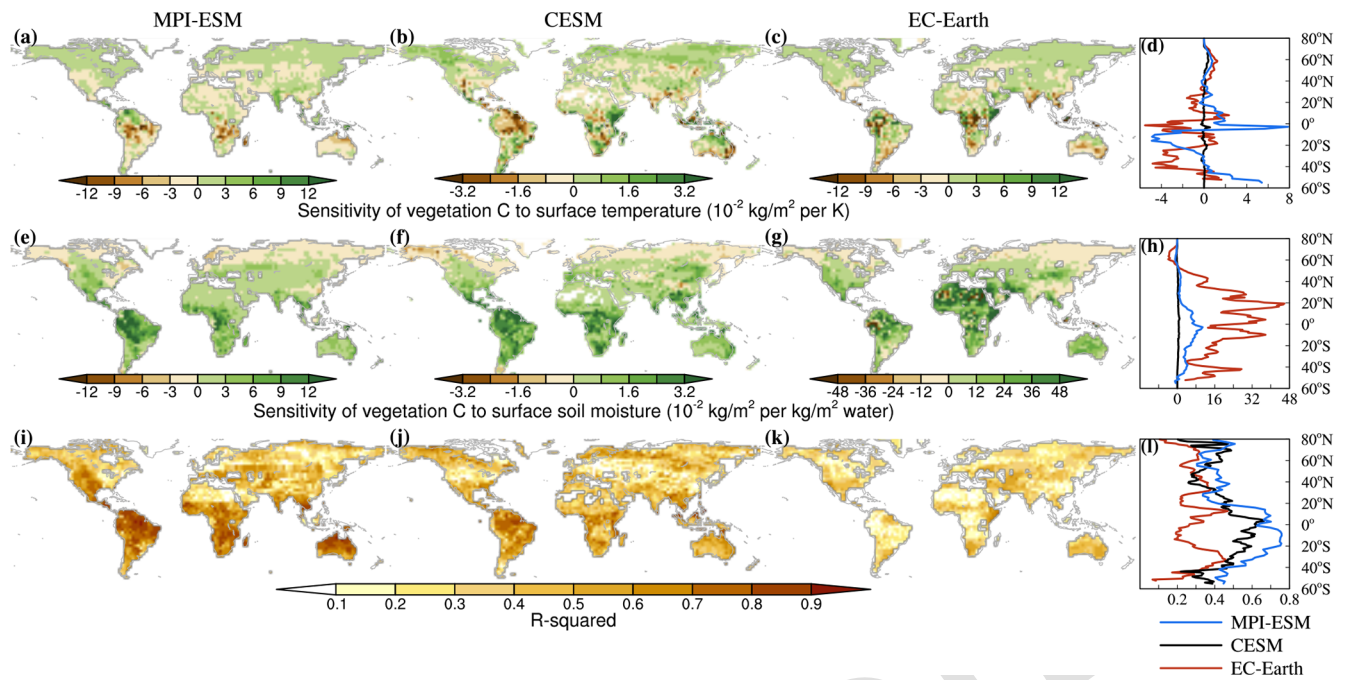 MPI-ESM CESM EC-Earth
(a) (b) (c) (d) 80°N
60°N
40°N
20°N
0°
20°S
40°S
60°S
-12 -9 -6 -3 0 3 6 9 12 -3.2 -1.6 0 1.6 3.2 -12 -9 -6 -3 0 3 6 9 12 -4 0 4 8
Sensitivity of vegetation C to surface temperature (10⁻² kg/m² per K)
(e) (f) (g) (h) 80°N
60°N
40°N
20°N
0°
20°S
40°S
60°S
-12 -9 -6 -3 0 3 6 9 12 -3.2 -1.6 0 1.6 3.2 -48 -36 -24 -12 0 12 24 36 48 0 16 32 48
Sensitivity of vegetation C to surface soil moisture (10⁻² kg/m² per kg/m² water)
(i) (j) (k) (l) 80°N
60°N
40°N
20°N
0°
20°S
40°S
60°S
0.1 0.2 0.3 0.4 0.5 0.6 0.7 0.8 0.9 0.2 0.4 0.6 0.8
R-squared
MPI-ESM
CESM
EC-Earth